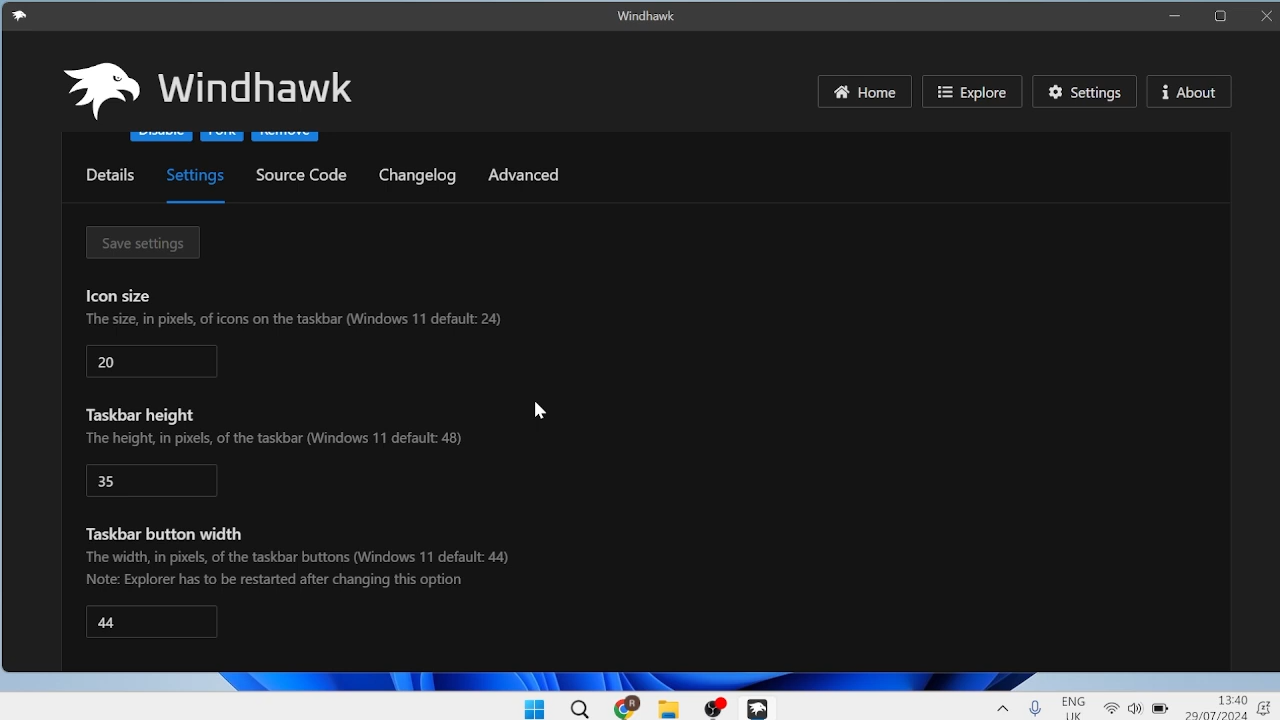 Windhawk
Windhawk
Home
Explore
Settings
About
Disable
Fork
Remove
Details
Settings
Source Code
Changelog
Advanced
Save settings
Icon size
The size, in pixels, of icons on the taskbar (Windows 11 default: 24)
20
Taskbar height
The height, in pixels, of the taskbar (Windows 11 default: 48)
35
Taskbar button width
The width, in pixels, of the taskbar buttons (Windows 11 default: 44)
Note: Explorer has to be restarted after changing this option
44
R
ENG
UK
13:40
29/07/2024